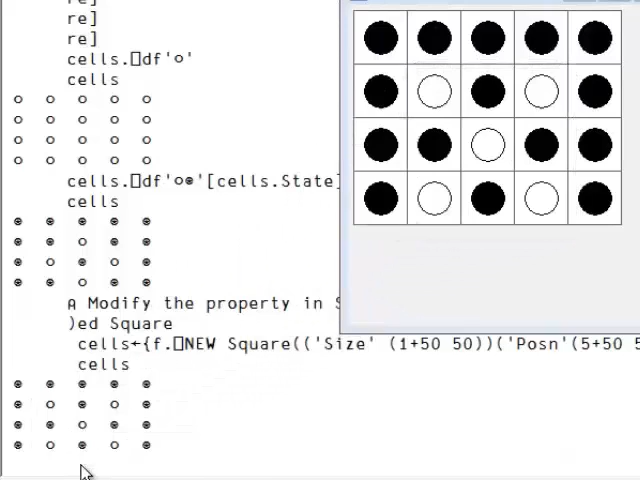 re]
re]
re]
cells.⎕df'○'
cells
○ ○ ○ ○ ○
○ ○ ○ ○ ○
○ ○ ○ ○ ○
○ ○ ○ ○ ○
cells.⎕df'○⍟'[cells.State]
cells
⍟ ⍟ ⍟ ⍟ ⍟
⍟ ⍟ ○ ⍟ ⍟
⍟ ○ ⍟ ○ ⍟
⍟ ⍟ ○ ⍟ ⍟
⍝ Modify the property in S
)ed Square
cells←{f.⎕NEW Square(('Size' (1+50 50))('Posn'(5+50 5
cells
⍟ ⍟ ⍟ ⍟ ⍟
⍟ ○ ⍟ ○ ⍟
⍟ ⍟ ○ ⍟ ⍟
⍟ ○ ⍟ ○ ⍟